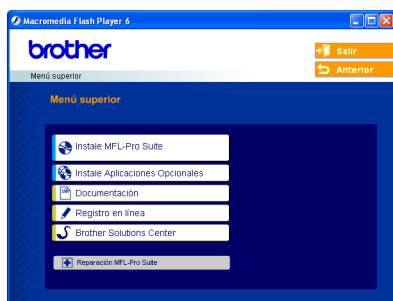 Macromedia Flash Player 6
brother
Salir
Anterior
Menú superior
Menú superior
Instale MFL-Pro Suite
Instale Aplicaciones Opcionales
Documentación
Registro en línea
Brother Solutions Center
Reparación MFL-Pro Suite